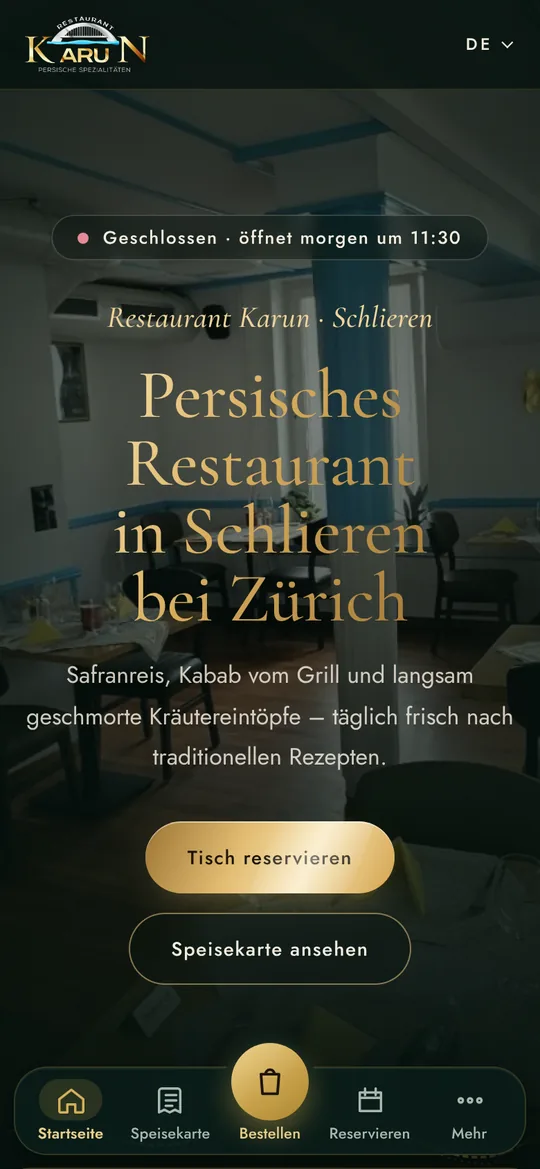 RESTAURANT
KARUN
PERSISCHE SPEZIALITÄTEN
DE
Geschlossen · öffnet morgen um 11:30
Restaurant Karun · Schlieren
Persisches
Restaurant
in Schlieren
bei Zürich
Safranreis, Kabab vom Grill und langsam
geschmorte Kräutereintöpfe – täglich frisch nach
traditionellen Rezepten.
Tisch reservieren
Speisekarte ansehen
Startseite
Speisekarte
Bestellen
Reservieren
Mehr